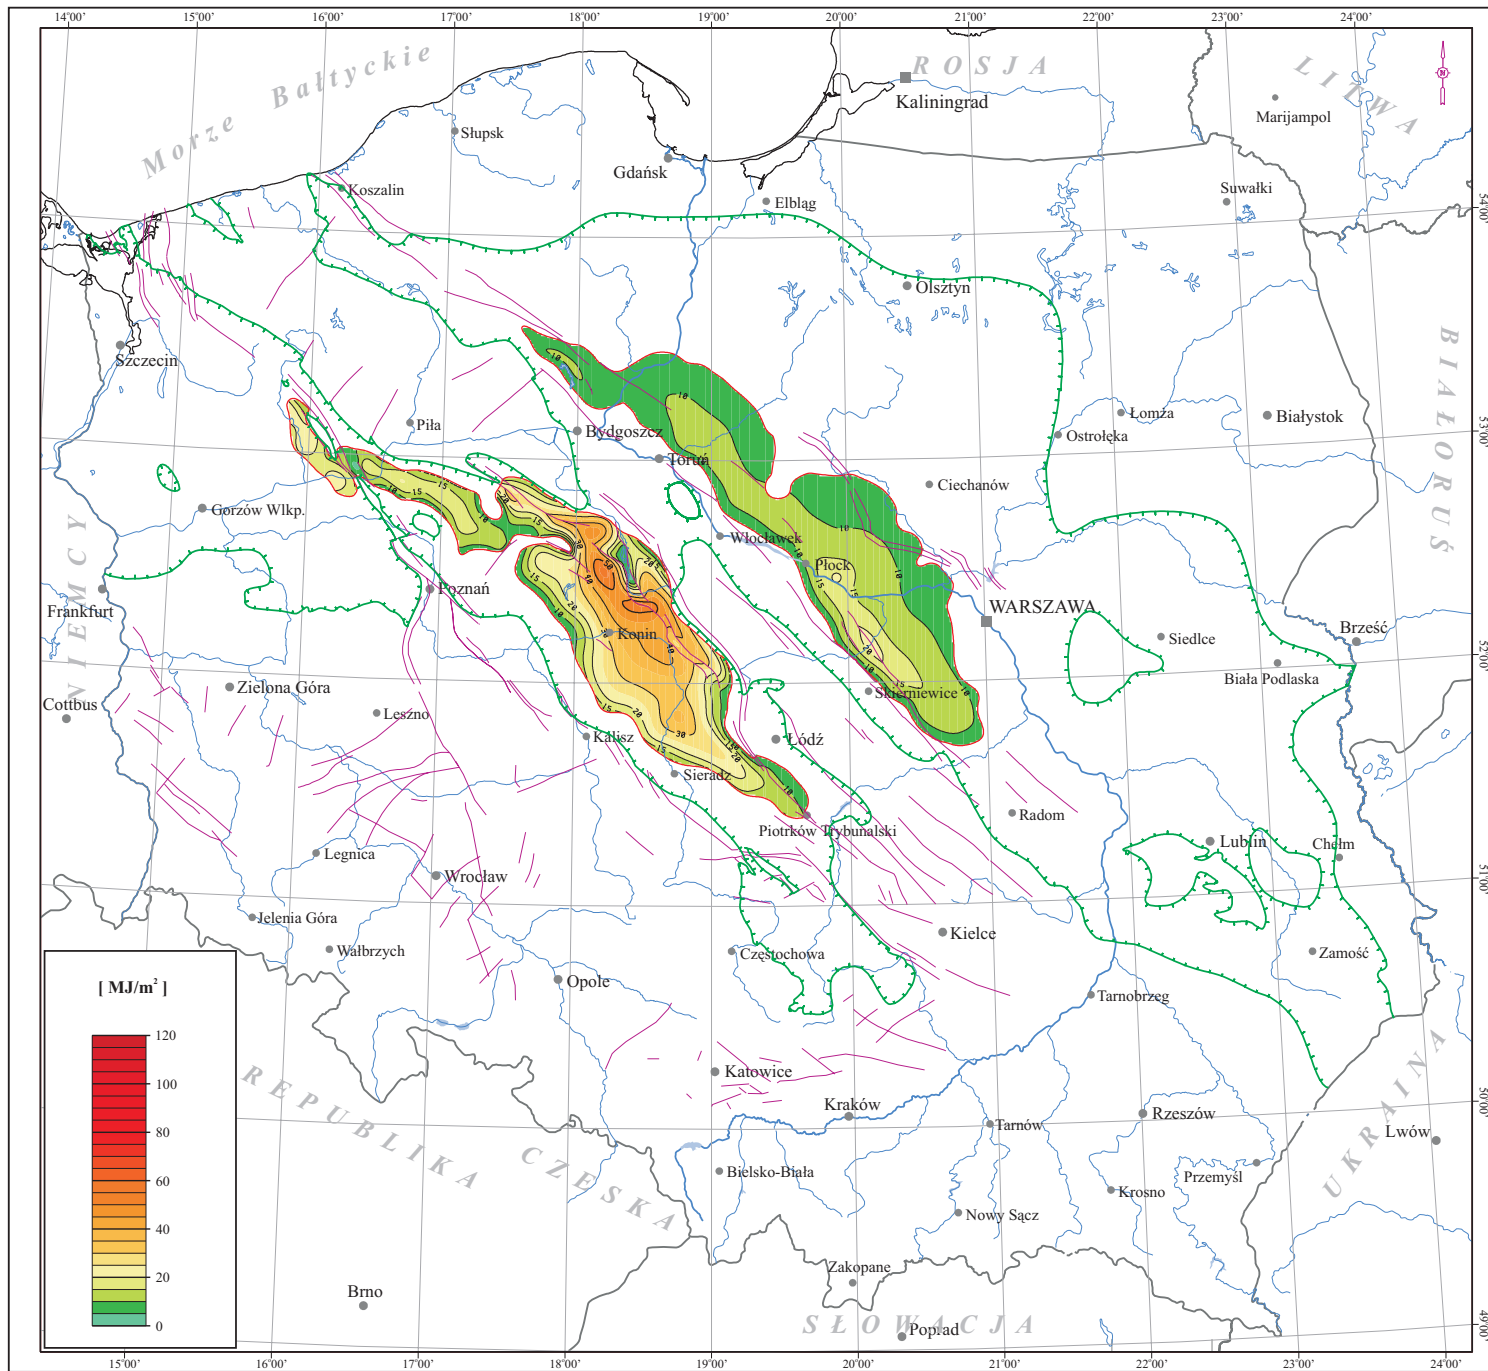 14°00' 15°00' 16°00' 17°00' 18°00' 19°00' 20°00' 21°00' 22°00' 23°00' 24°00'
Morze Bałtyckie
ROSJA
LITWA
Kaliningrad
Marijampol
Słupsk
Gdańsk
Koszalin
Elbląg
Suwałki
54°00'
Olsztyn
Szczecin
BIAŁORUŚ
Piła
Bydgoszcz
Łomża
Białystok
Ostrołęka
53°00'
Toruń
Ciechanów
Gorzów Wlkp.
Włocławek
Płock
NIEMCY
Frankfurt
Poznań
WARSZAWA
Konin
Siedlce
Brześć
Biała Podlaska
52°00'
Zielona Góra
Cottbus
Leszno
Skierniewice
Kalisz
Łódź
Sieradz
Piotrków Trybunalski
Radom
Lublin
Chełm
Legnica
Wrocław
51°00'
Jelenia Góra
Wałbrzych
Kielce
Częstochowa
Zamość
Opole
Tarnobrzeg
[ MJ/m² ]
120
100
80
60
40
20
0
Katowice
Kraków
Tarnów
Rzeszów
50°00'
Lwów
UKRAINA
REPUBLIKA CZESKA
Bielsko-Biała
Przemyśl
Krosno
Nowy Sącz
Zakopane
Brno
SŁOWACJA
Poprad
49°00'
15°00' 16°00' 17°00' 18°00' 19°00' 20°00' 21°00' 22°00' 23°00' 24°00'